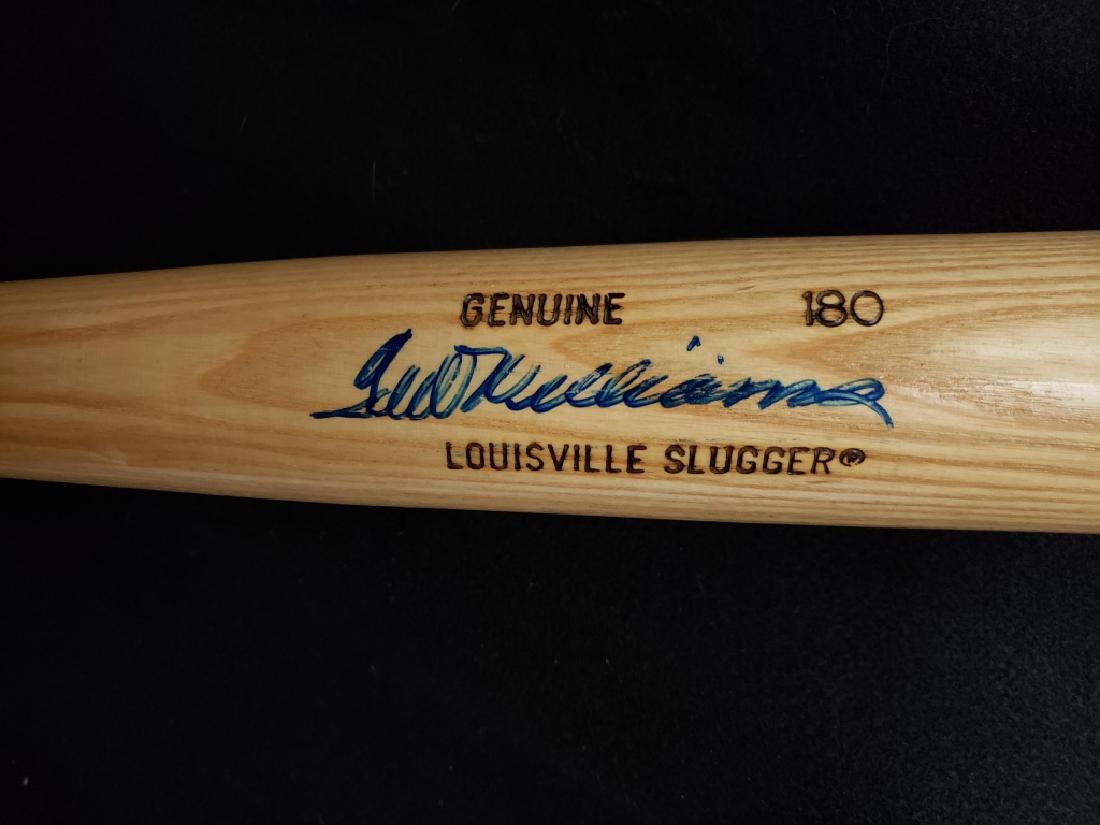 GENUINE 180
Ted Williams
LOUISVILLE SLUGGER®